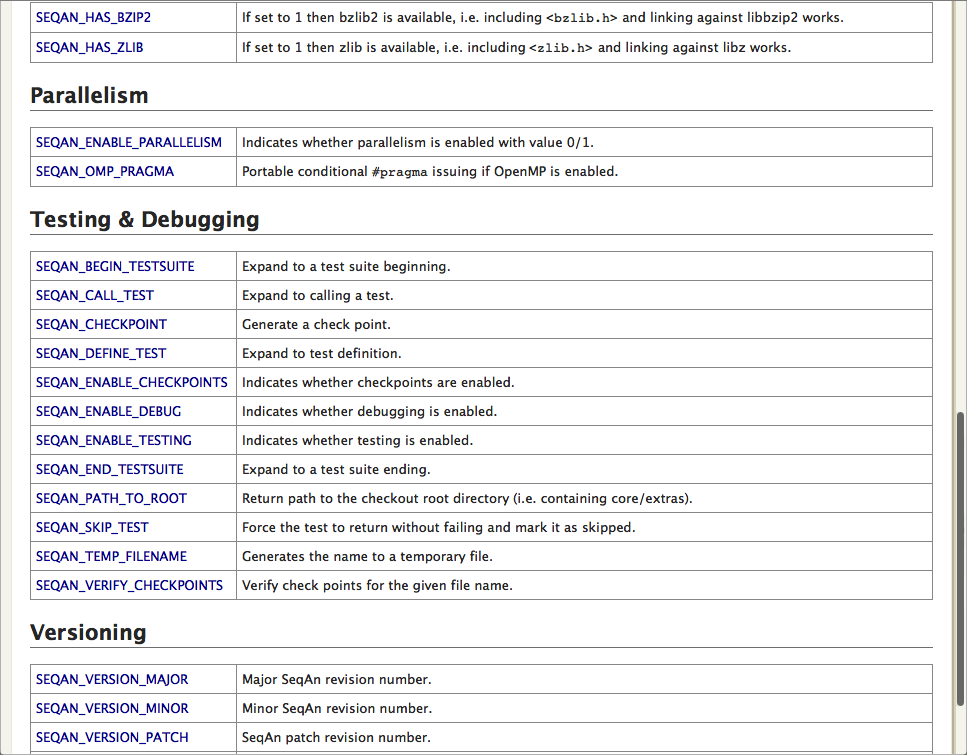 SEQAN_HAS_BZIP2 If set to 1 then bzlib2 is available, i.e. including <bzlib.h> and linking against libbzip2 works.
SEQAN_HAS_ZLIB If set to 1 then zlib is available, i.e. including <zlib.h> and linking against libz works.
Parallelism
SEQAN_ENABLE_PARALLELISM Indicates whether parallelism is enabled with value 0/1.
SEQAN_OMP_PRAGMA Portable conditional #pragma issuing if OpenMP is enabled.
Testing & Debugging
SEQAN_BEGIN_TESTSUITE Expand to a test suite beginning.
SEQAN_CALL_TEST Expand to calling a test.
SEQAN_CHECKPOINT Generate a check point.
SEQAN_DEFINE_TEST Expand to test definition.
SEQAN_ENABLE_CHECKPOINTS Indicates whether checkpoints are enabled.
SEQAN_ENABLE_DEBUG Indicates whether debugging is enabled.
SEQAN_ENABLE_TESTING Indicates whether testing is enabled.
SEQAN_END_TESTSUITE Expand to a test suite ending.
SEQAN_PATH_TO_ROOT Return path to the checkout root directory (i.e. containing core/extras).
SEQAN_SKIP_TEST Force the test to return without failing and mark it as skipped.
SEQAN_TEMP_FILENAME Generates the name to a temporary file.
SEQAN_VERIFY_CHECKPOINTS Verify check points for the given file name.
Versioning
SEQAN_VERSION_MAJOR Major SeqAn revision number.
SEQAN_VERSION_MINOR Minor SeqAn revision number.
SEQAN_VERSION_PATCH SeqAn patch revision number.